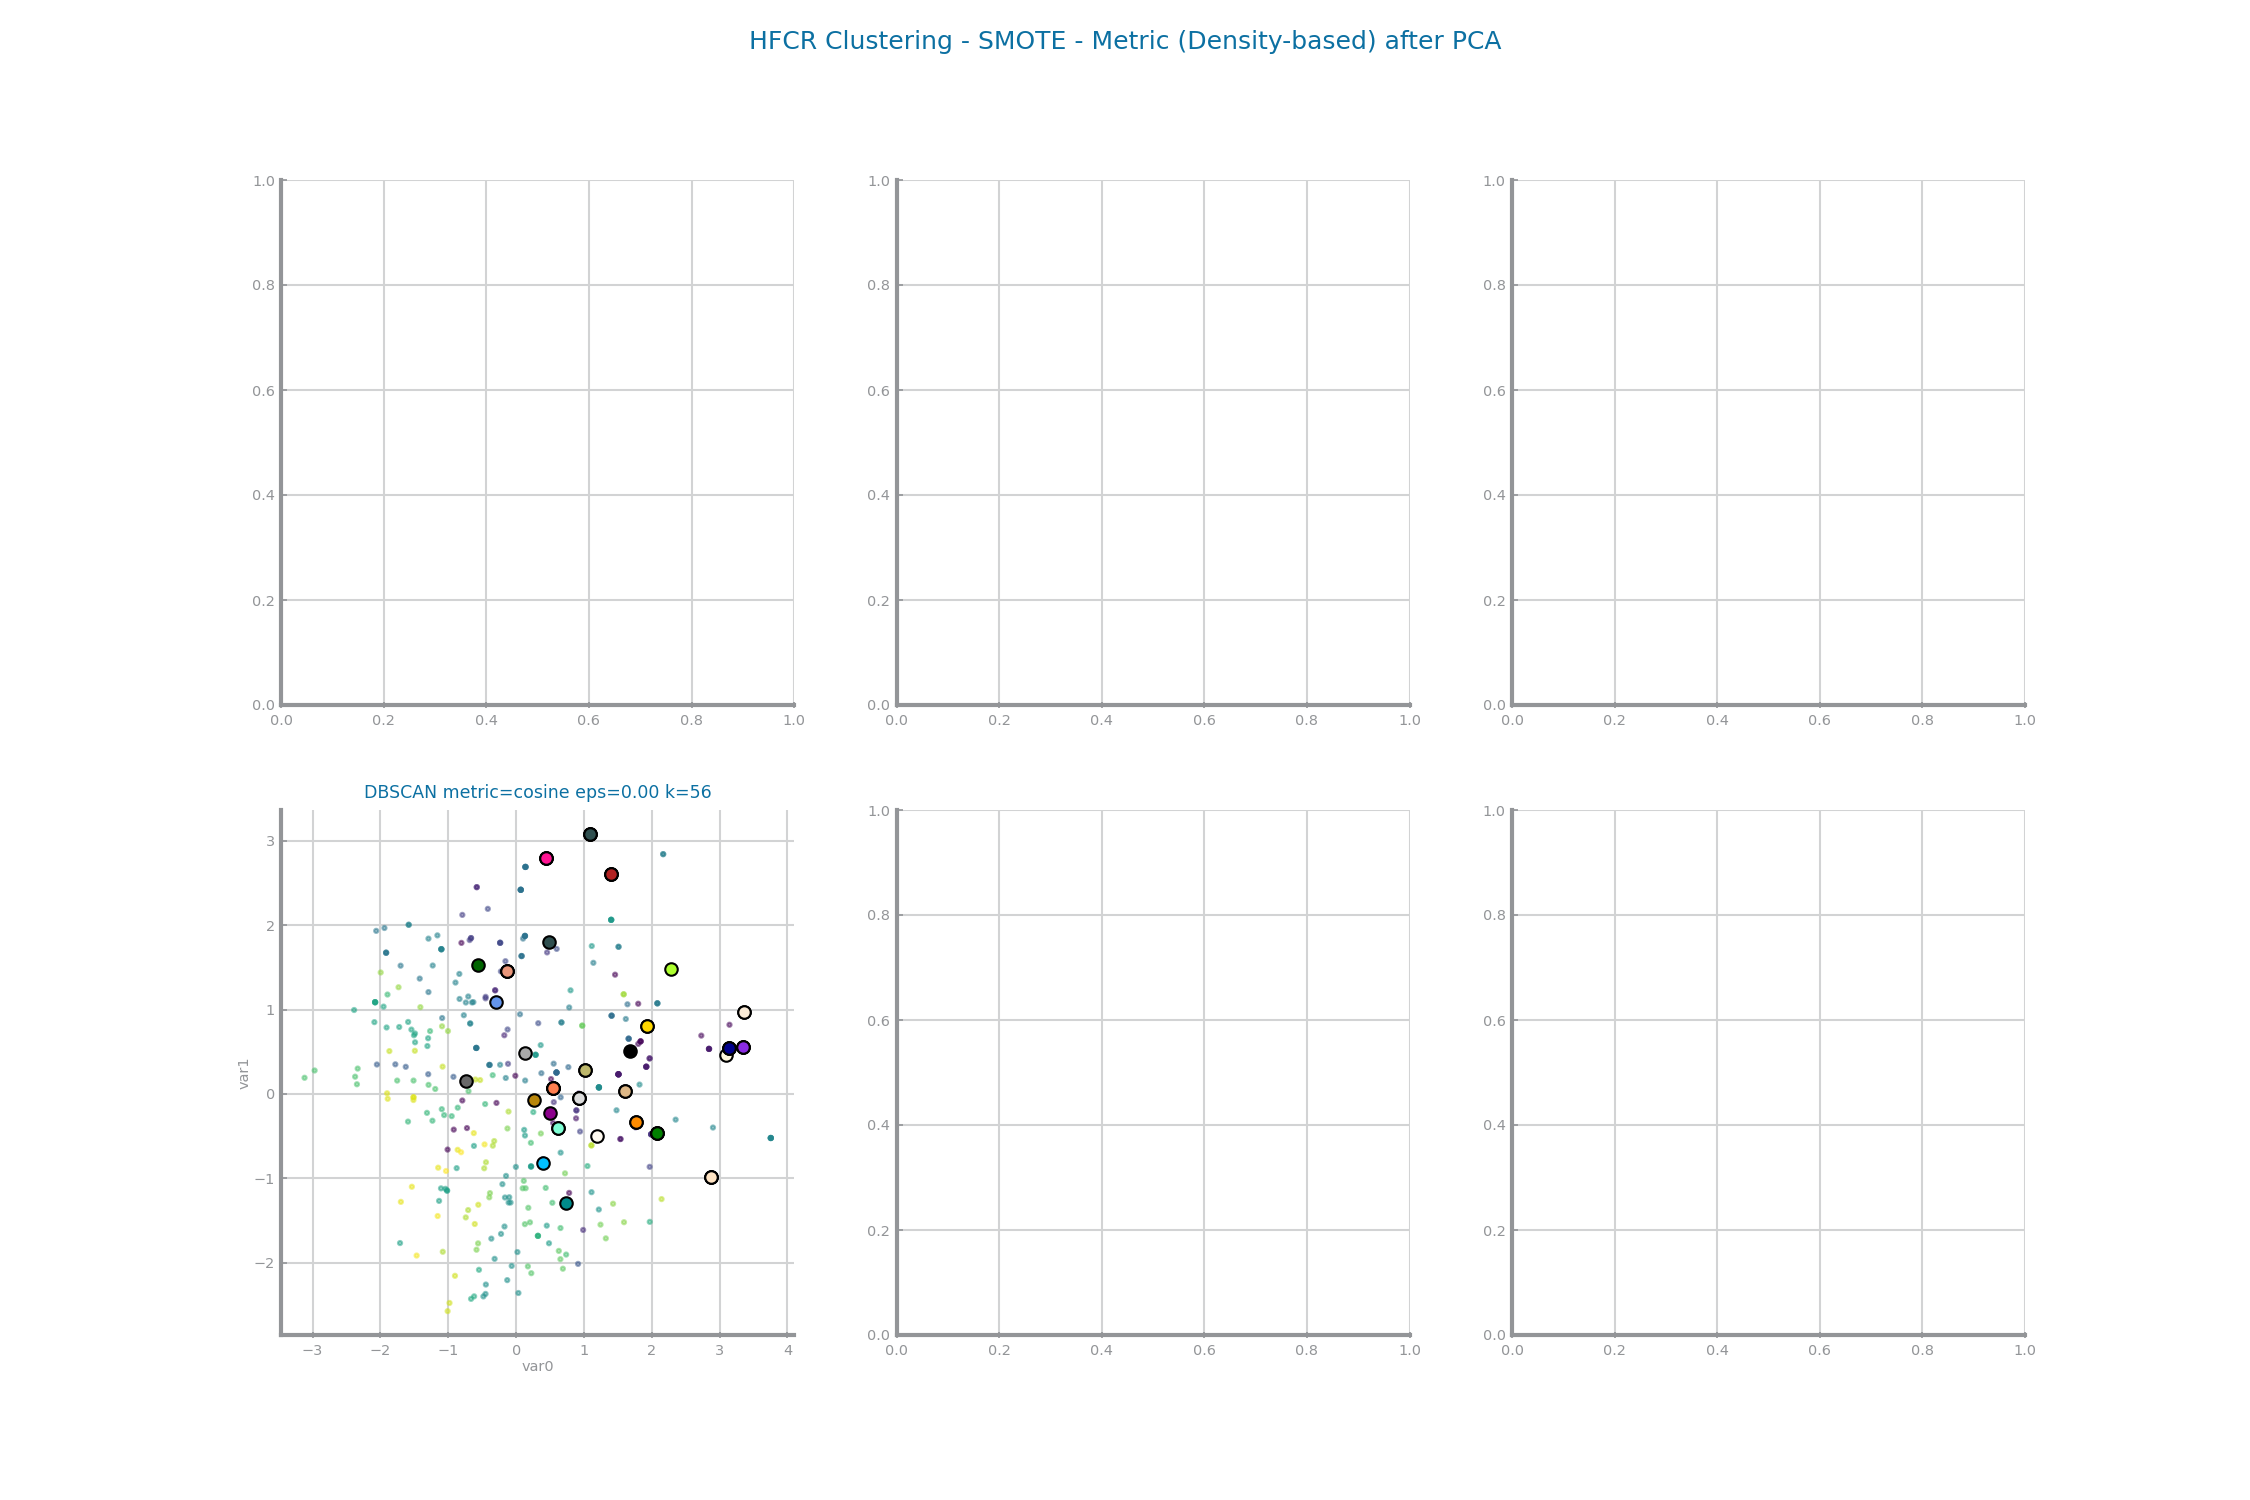 HFCR Clustering - SMOTE - Metric (Density-based) after PCA
1.0 1.0 1.0
0.8 0.8 0.8
0.6 0.6 0.6
0.4 0.4 0.4
0.2 0.2 0.2
0.0 0.0 0.0
0.0 0.2 0.4 0.6 0.8 1.0 0.0 0.2 0.4 0.6 0.8 1.0 0.0 0.2 0.4 0.6 0.8 1.0
DBSCAN metric=cosine eps=0.00 k=56
3
2
1
0
−1
−2
var1
−3 −2 −1 0 1 2 3 4
var0
1.0 1.0
0.8 0.8
0.6 0.6
0.4 0.4
0.2 0.2
0.0 0.0
0.0 0.2 0.4 0.6 0.8 1.0 0.0 0.2 0.4 0.6 0.8 1.0